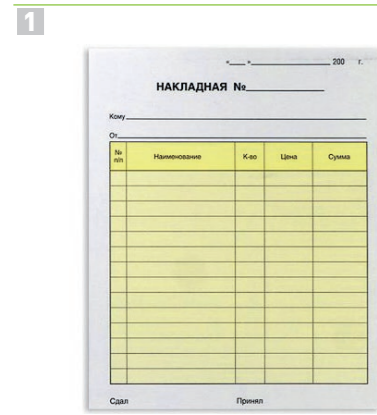 1
« » 200 г.
НАКЛАДНАЯ №
Кому
От
№ п/п Наименование К-во Цена Сумма
Сдал Принял